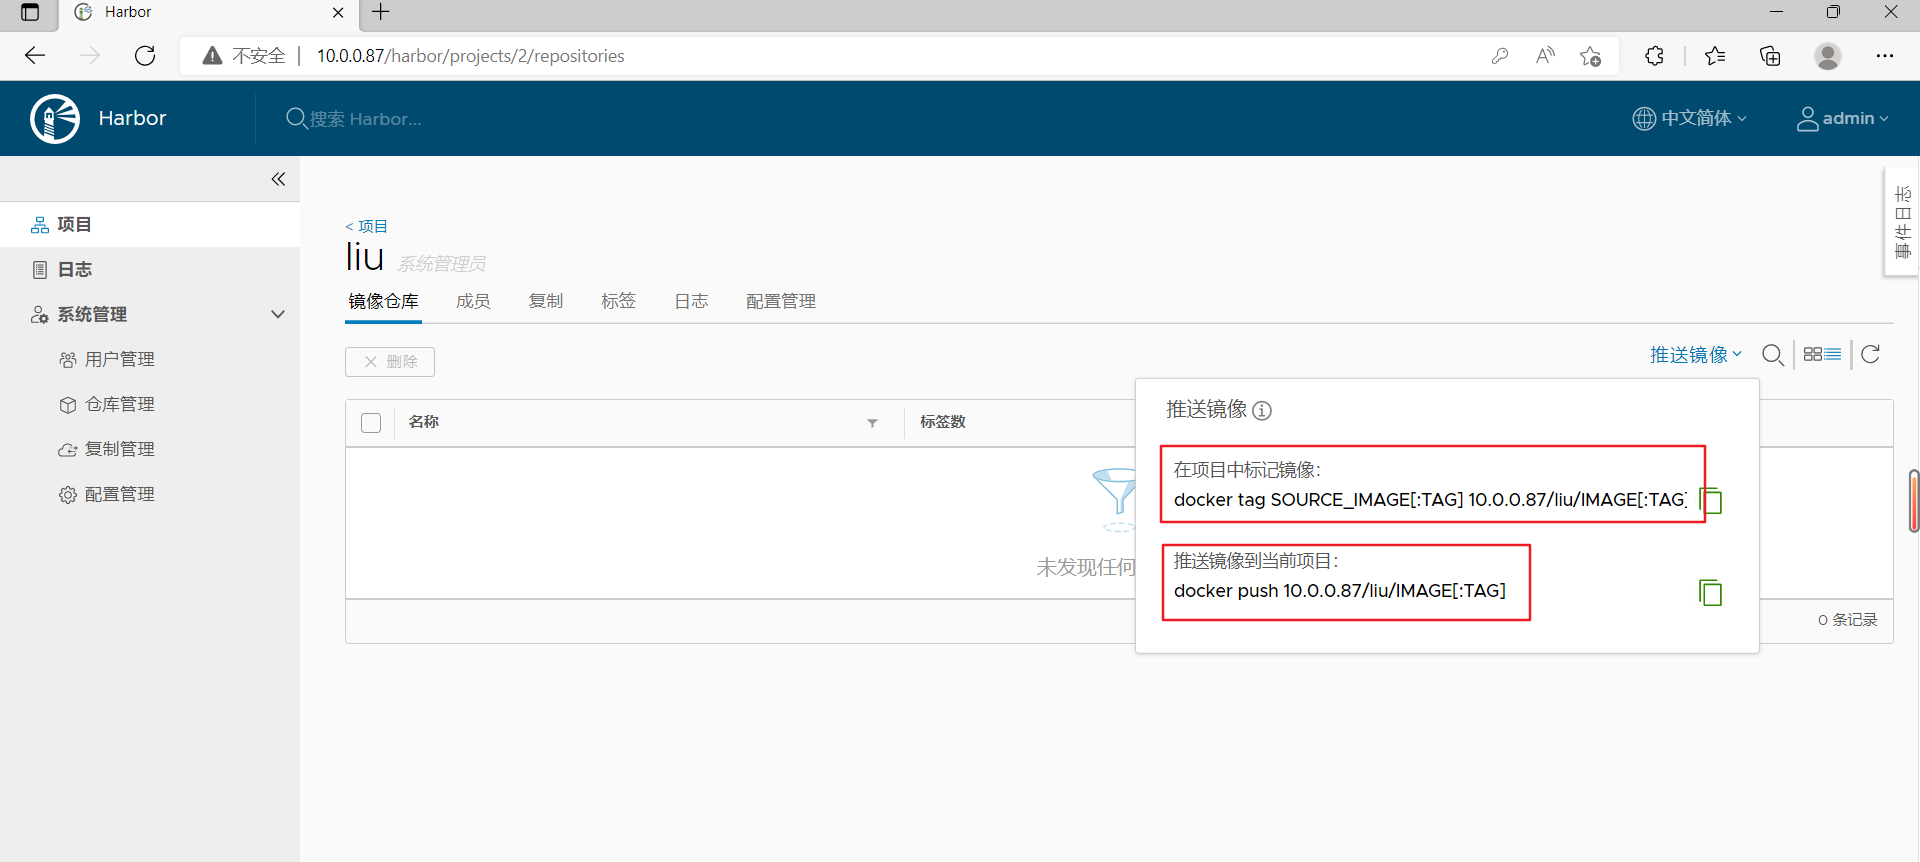 Harbor
不安全
10.0.0.87/harbor/projects/2/repositories
Harbor
搜索 Harbor...
中文简体
admin
事件日志
项目
日志
系统管理
用户管理
仓库管理
复制管理
配置管理
< 项目
liu 系统管理员
镜像仓库 成员 复制 标签 日志 配置管理
删除
推送镜像
名称 标签数
未发现任何
0 条记录
推送镜像
在项目中标记镜像:
docker tag SOURCE_IMAGE[:TAG] 10.0.0.87/liu/IMAGE[:TAG]
推送镜像到当前项目:
docker push 10.0.0.87/liu/IMAGE[:TAG]